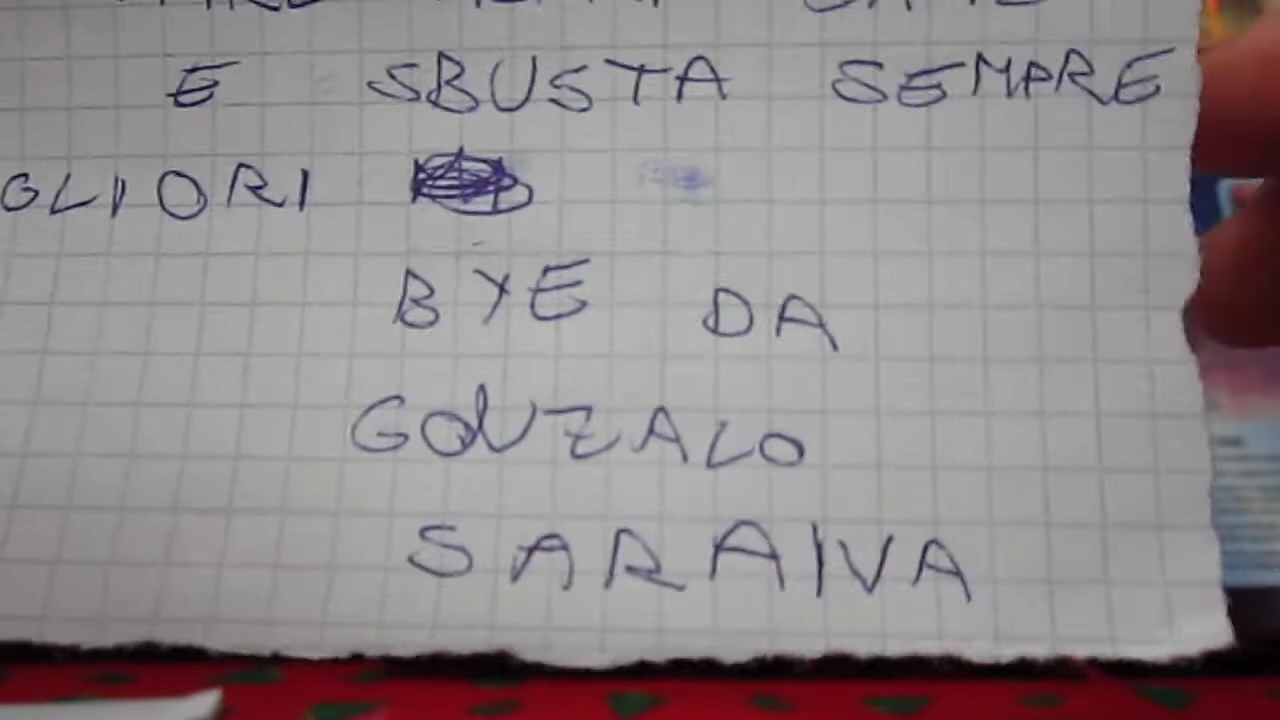 E SBUSTA SEMPRE
GLIORI
BYE DA
GONZALO
SARAIVA